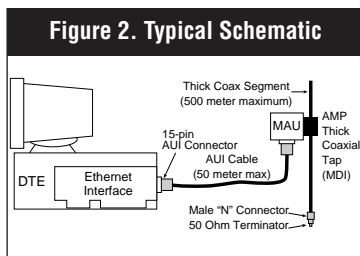 Figure 2. Typical Schematic
Thick Coax Segment
(500 meter maximum)
MAU
AMP
Thick
Coaxial
Tap
(MDI)
15-pin
AUI Connector
AUI Cable
(50 meter max)
DTE
Ethernet
Interface
Male “N” Connector
50 Ohm Terminator